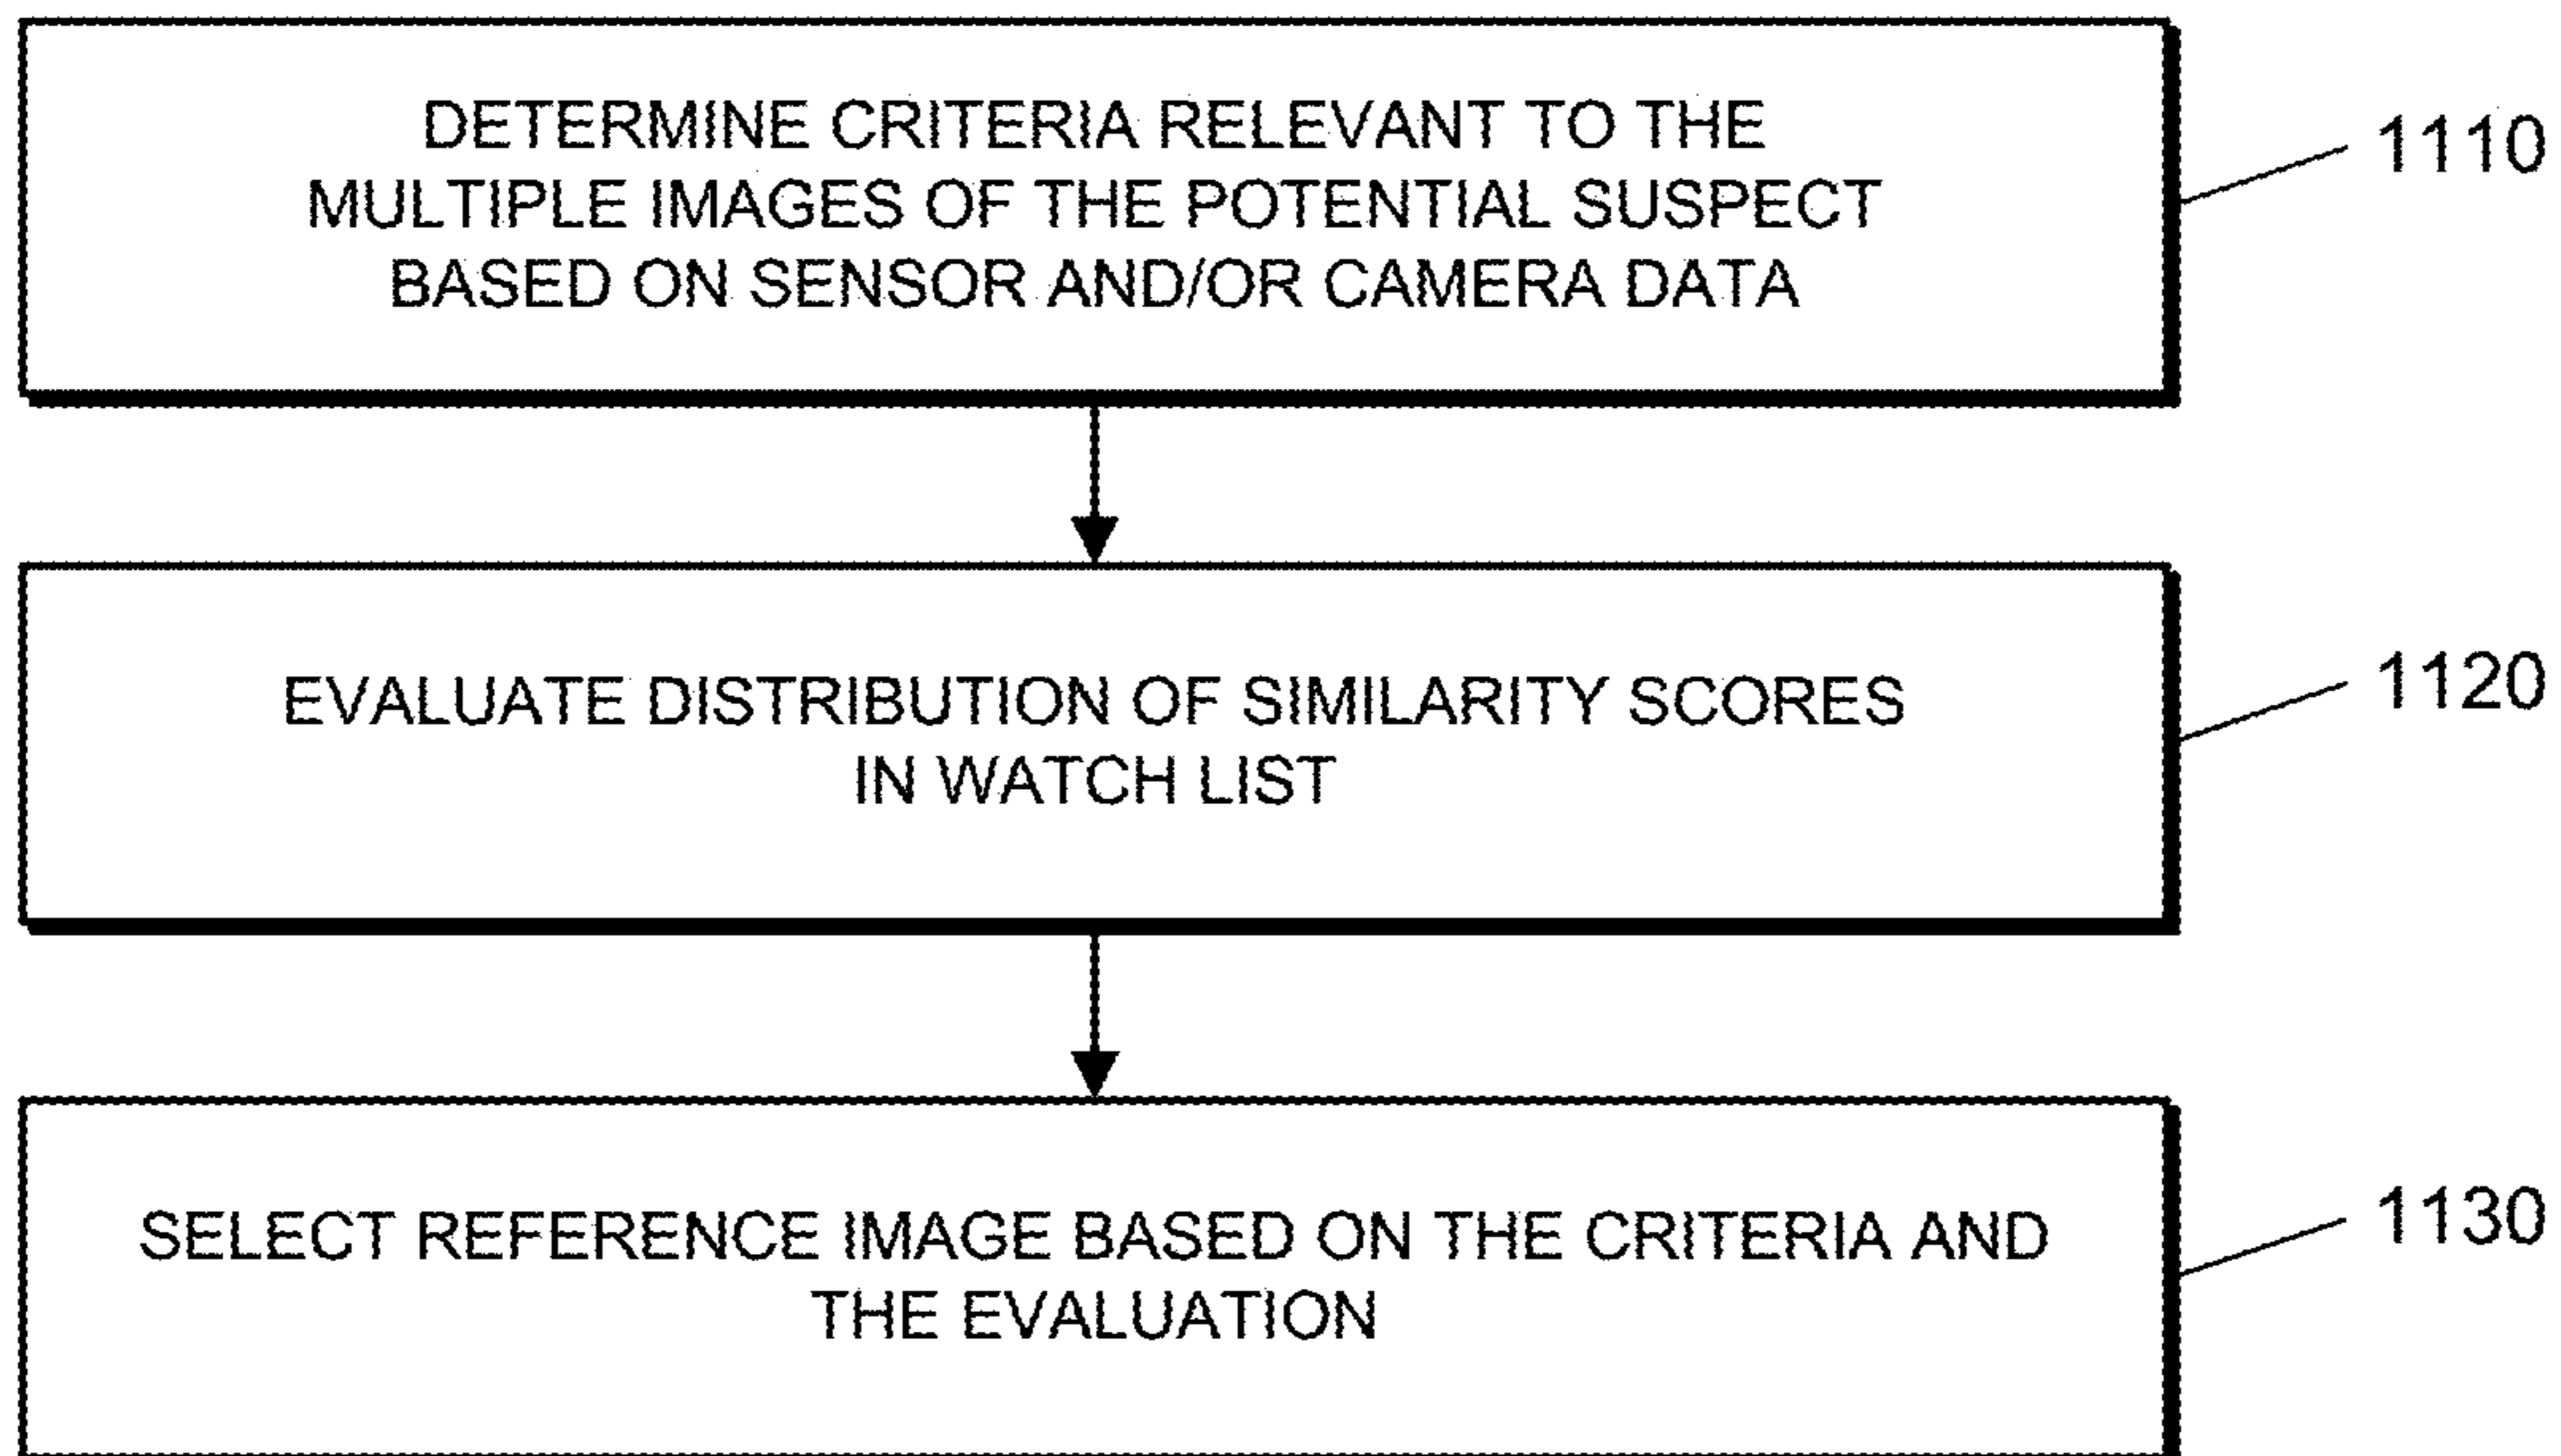 DETERMINE CRITERIA RELEVANT TO THE
MULTIPLE IMAGES OF THE POTENTIAL SUSPECT
BASED ON SENSOR AND/OR CAMERA DATA
1110
EVALUATE DISTRIBUTION OF SIMILARITY SCORES
IN WATCH LIST
1120
SELECT REFERENCE IMAGE BASED ON THE CRITERIA AND
THE EVALUATION
1130